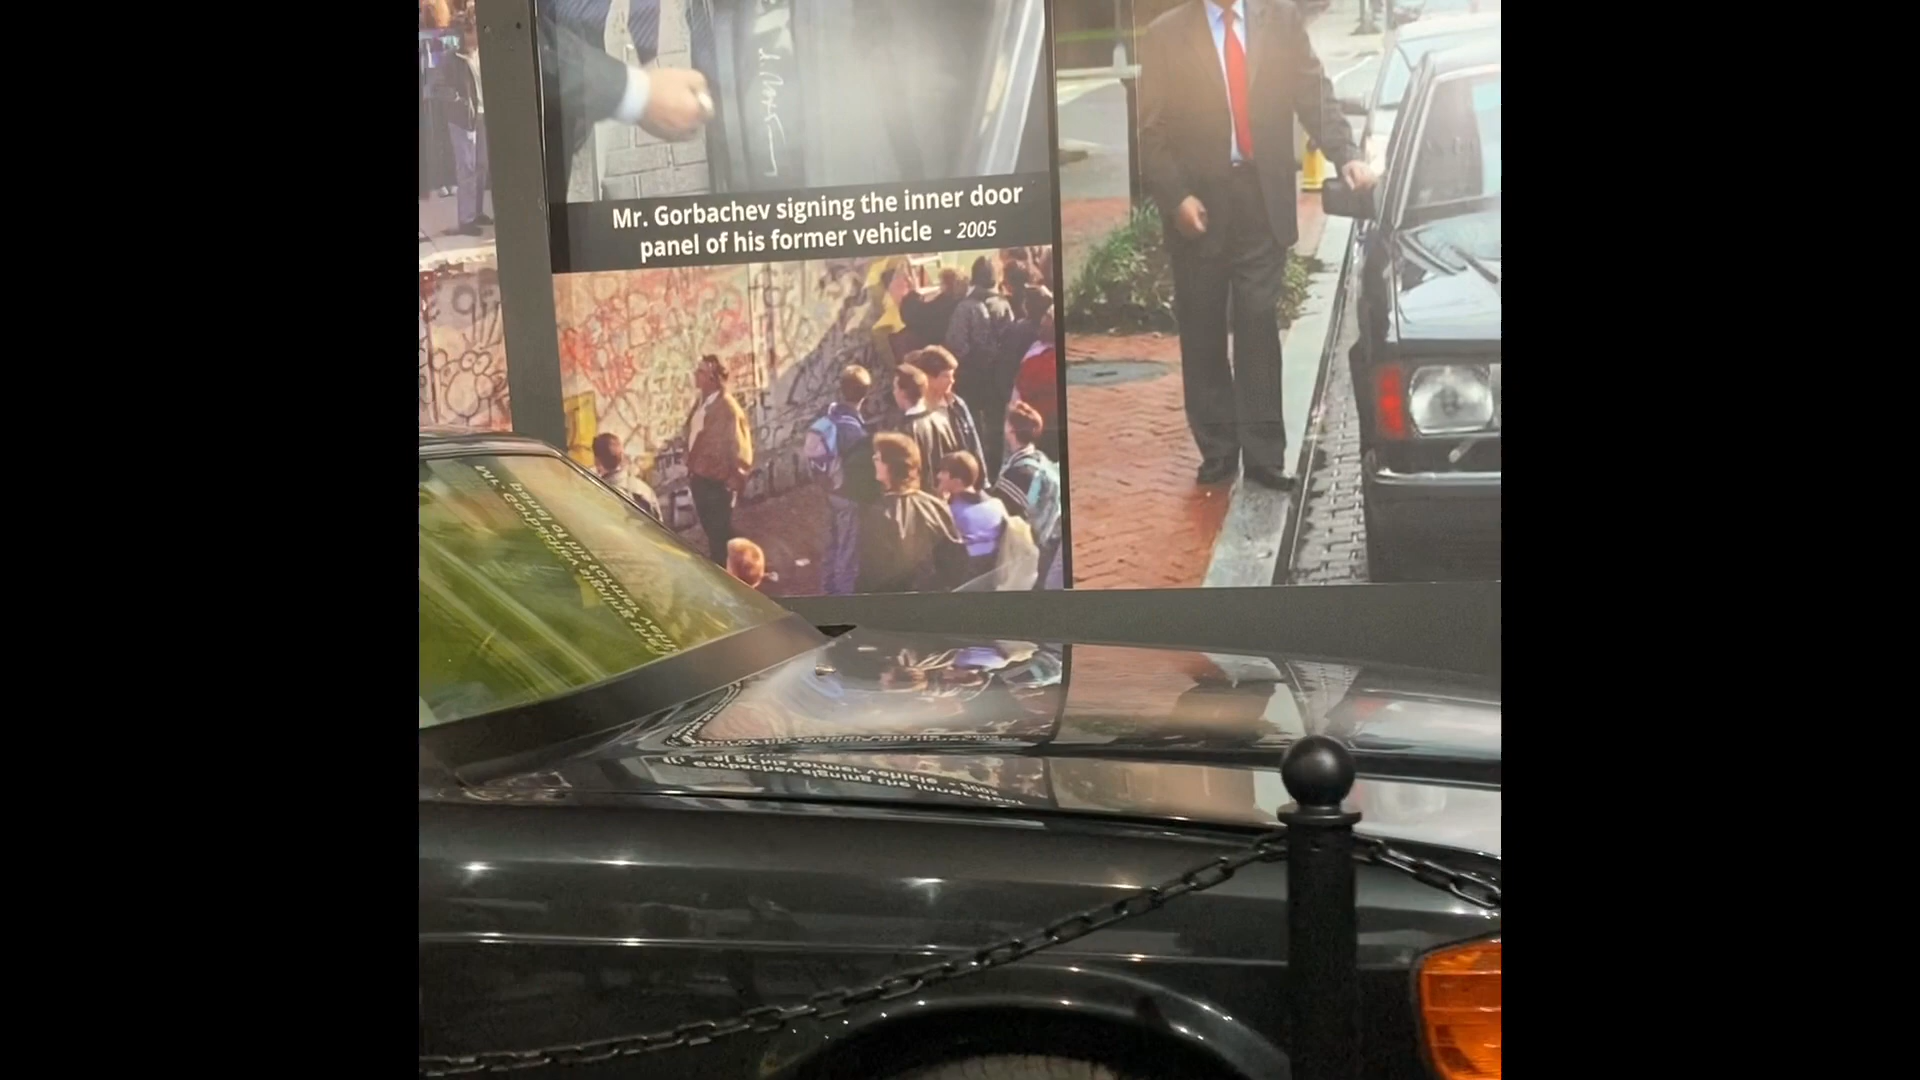 Mr. Gorbachev signing the inner door
panel of his former vehicle - 2005